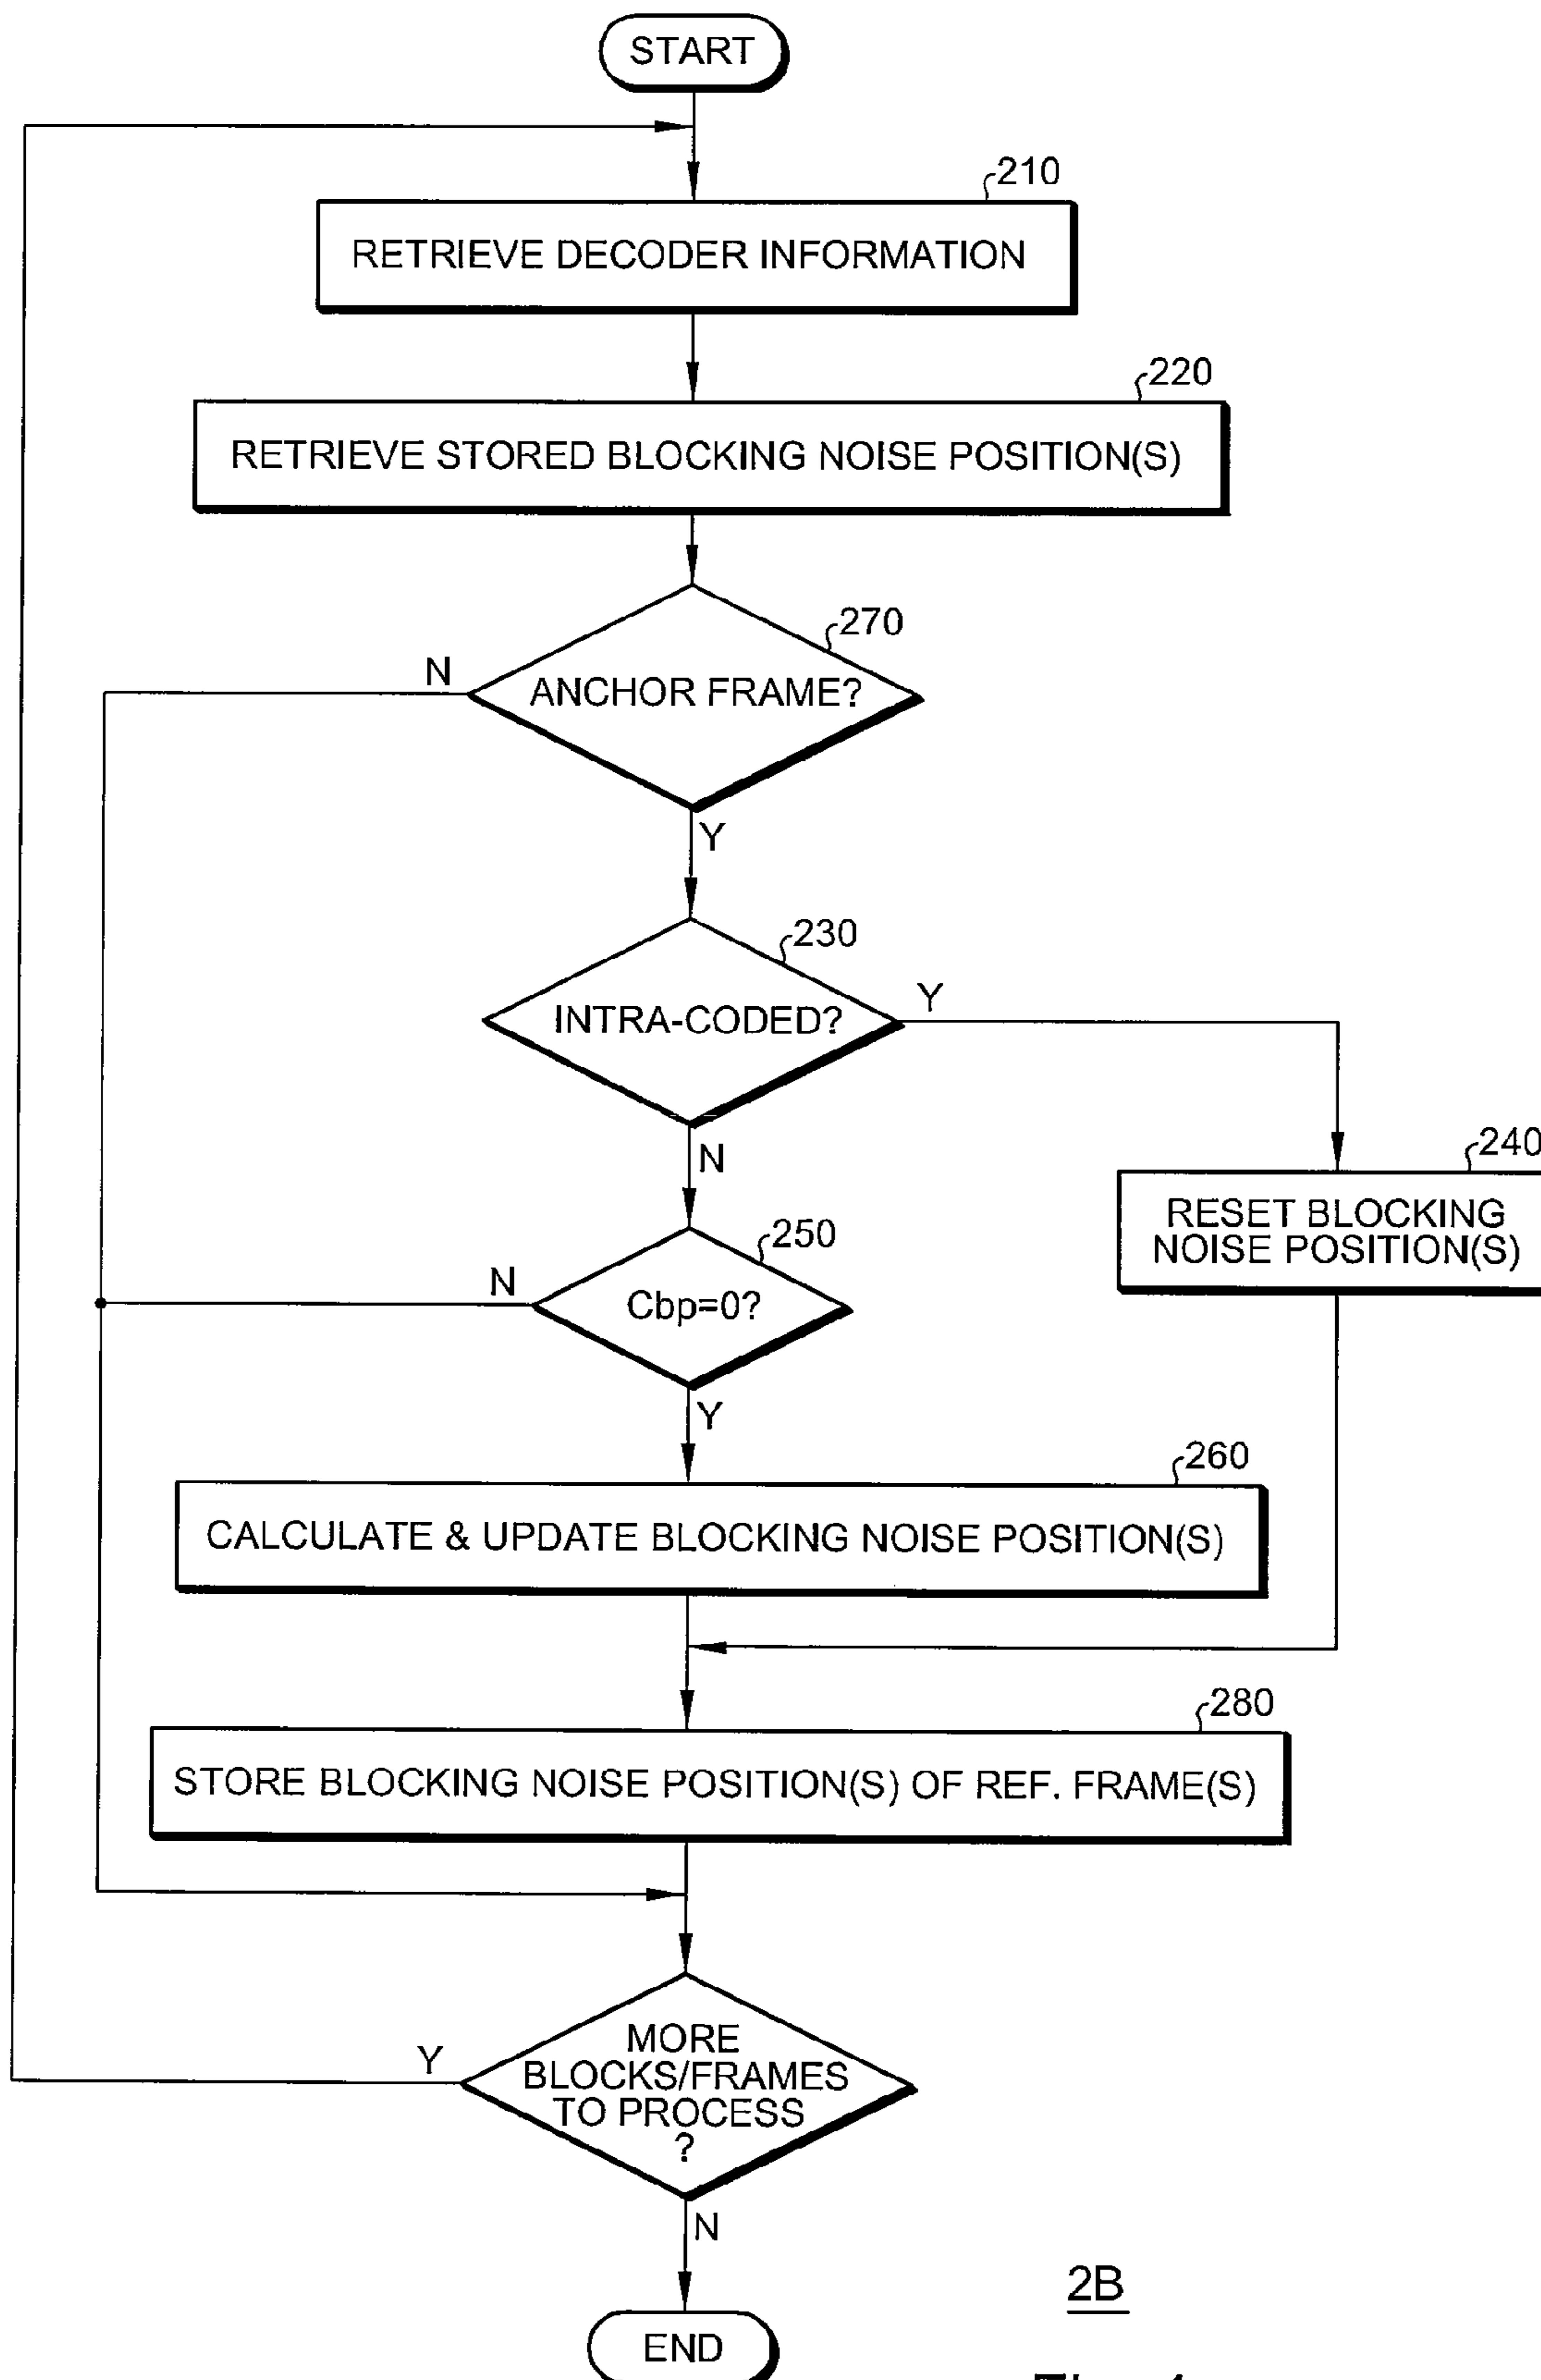 START
210
RETRIEVE DECODER INFORMATION
220
RETRIEVE STORED BLOCKING NOISE POSITION(S)
270
N
ANCHOR FRAME?
Y
230
INTRA-CODED?
Y
N
240
RESET BLOCKING
NOISE POSITION(S)
250
N
Cbp=0?
Y
260
CALCULATE & UPDATE BLOCKING NOISE POSITION(S)
280
STORE BLOCKING NOISE POSITION(S) OF REF. FRAME(S)
MORE
Y
BLOCKS/FRAMES
TO PROCESS
?
N
2B
END